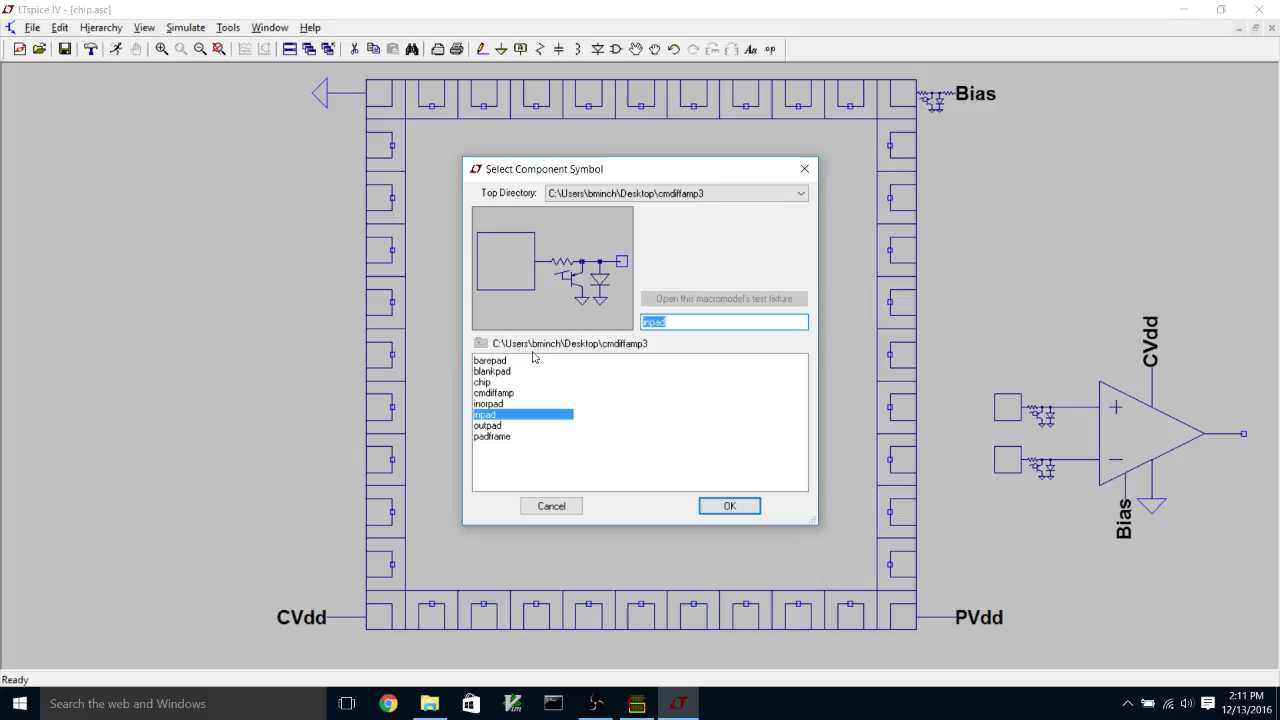 LTspice IV - [chip.asc]
File Edit Hierarchy View Simulate Tools Window Help
Aa .op
Bias
Select Component Symbol
Top Directory: C:\Users\bminch\Desktop\cmdiffamp3
Open this macromodel's test fixture
inpad
C:\Users\bminch\Desktop\cmdiffamp3
barepad
blankpad
chip
cmdiffamp
inorpad
inpad
outpad
padframe
Cancel OK
CVdd
Bias
CVdd
PVdd
Ready
Search the web and Windows
2:11 PM
12/13/2016